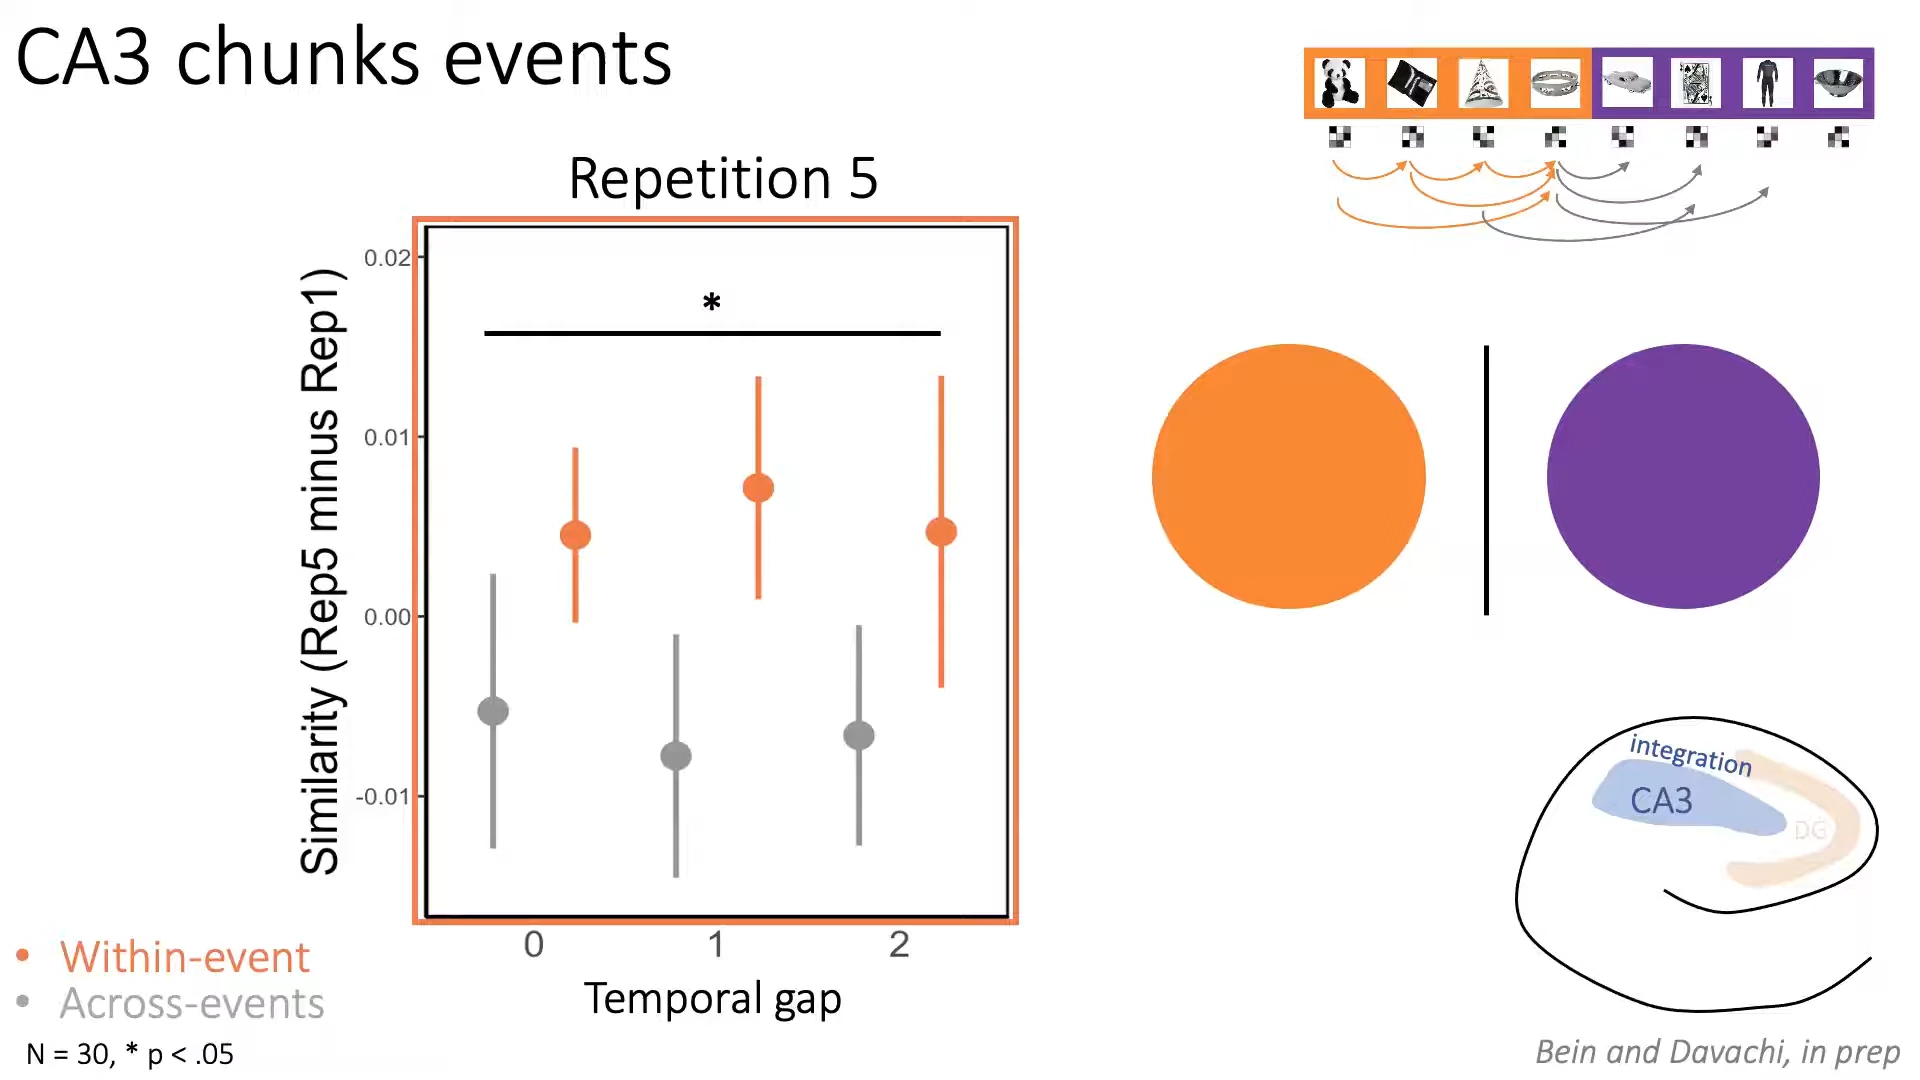 CA3 chunks events
Repetition 5
0.02
0.01
0.00
-0.01
*
Similarity (Rep5 minus Rep1)
0 1 2
Temporal gap
• Within-event
• Across-events
N = 30, * p < .05
integration
CA3
DG
Bein and Davachi, in prep